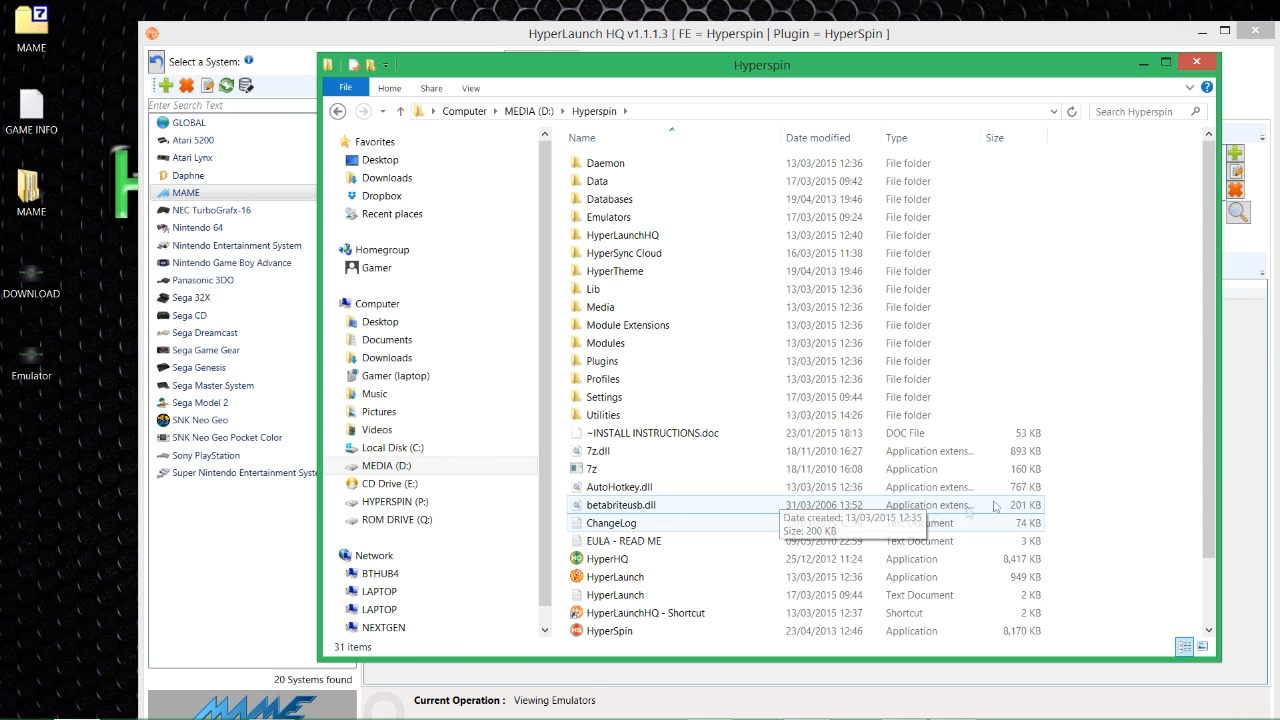 7
MAME
GAME INFO
MAME
DOWNLOAD
Emulator
HyperLaunch HQ v1.1.1.3 [ FE = Hyperspin | Plugin = HyperSpin ]
Select a System:
Enter Search Text
GLOBAL
Atari 5200
Atari Lynx
Daphne
MAME
NEC TurboGrafx-16
Nintendo 64
Nintendo Entertainment System
Nintendo Game Boy Advance
Panasonic 3DO
Sega 32X
Sega CD
Sega Dreamcast
Sega Game Gear
Sega Genesis
Sega Master System
Sega Model 2
SNK Neo Geo
SNK Neo Geo Pocket Color
Sony PlayStation
Super Nintendo Entertainment Syste
20 Systems found
MAME
Current Operation : Viewing Emulators
Hyperspin
File Home Share View
Computer MEDIA (D:) Hyperspin
Search Hyperspin
Favorites
Desktop
Downloads
Dropbox
Recent places
Homegroup
Gamer
Computer
Desktop
Documents
Downloads
Gamer (laptop)
Music
Pictures
Videos
Local Disk (C:)
MEDIA (D:)
CD Drive (E:)
HYPERSPIN (P:)
ROM DRIVE (Q:)
Network
BTHUB4
LAPTOP
LAPTOP
NEXTGEN
Name Date modified Type Size
Daemon 13/03/2015 12:36 File folder
Data 17/03/2015 09:42 File folder
Databases 19/04/2013 19:46 File folder
Emulators 17/03/2015 09:24 File folder
HyperLaunchHQ 13/03/2015 12:40 File folder
HyperSync Cloud 16/03/2015 11:38 File folder
HyperTheme 19/04/2013 19:46 File folder
Lib 13/03/2015 12:36 File folder
Media 13/03/2015 12:36 File folder
Module Extensions 13/03/2015 12:36 File folder
Modules 13/03/2015 12:36 File folder
Plugins 13/03/2015 12:36 File folder
Profiles 13/03/2015 12:36 File folder
Settings 17/03/2015 09:44 File folder
Utilities 13/03/2015 14:26 File folder
~INSTALL INSTRUCTIONS.doc 23/01/2015 18:13 DOC File 53 KB
7z.dll 18/11/2010 16:27 Application extens... 893 KB
7z 18/11/2010 16:08 Application 160 KB
AutoHotkey.dll 13/03/2015 12:36 Application extens... 767 KB
betabriteusb.dll 31/03/2006 13:52 Application extens... 201 KB
Date created: 13/03/2015 12:35
Size: 200 KB
ChangeLog Document 74 KB
EULA - READ ME 09/05/2010 22:59 Text Document 3 KB
HyperHQ 25/12/2012 11:24 Application 8,417 KB
HyperLaunch 13/03/2015 12:36 Application 949 KB
HyperLaunch 17/03/2015 09:44 Text Document 2 KB
HyperLaunchHQ - Shortcut 13/03/2015 12:37 Shortcut 2 KB
HyperSpin 23/04/2013 12:46 Application 8,170 KB
31 items